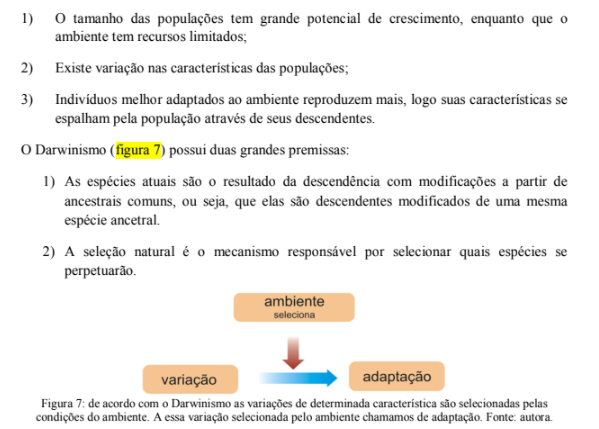 1) O tamanho das populações tem grande potencial de crescimento, enquanto que o
ambiente tem recursos limitados;
2) Existe variação nas características das populações;
3) Indivíduos melhor adaptados ao ambiente reproduzem mais, logo suas características se
espalham pela população através de seus descendentes.
O Darwinismo (figura 7) possui duas grandes premissas:
1) As espécies atuais são o resultado da descendência com modificações a partir de
ancestrais comuns, ou seja, que elas são descendentes modificados de uma mesma
espécie ancetral.
2) A seleção natural é o mecanismo responsável por selecionar quais espécies se
perpetuarão.
ambiente
seleciona
variação
adaptação
Figura 7: de acordo com o Darwinismo as variações de determinada característica são selecionadas pelas
condições do ambiente. A essa variação selecionada pelo ambiente chamamos de adaptação. Fonte: autora.